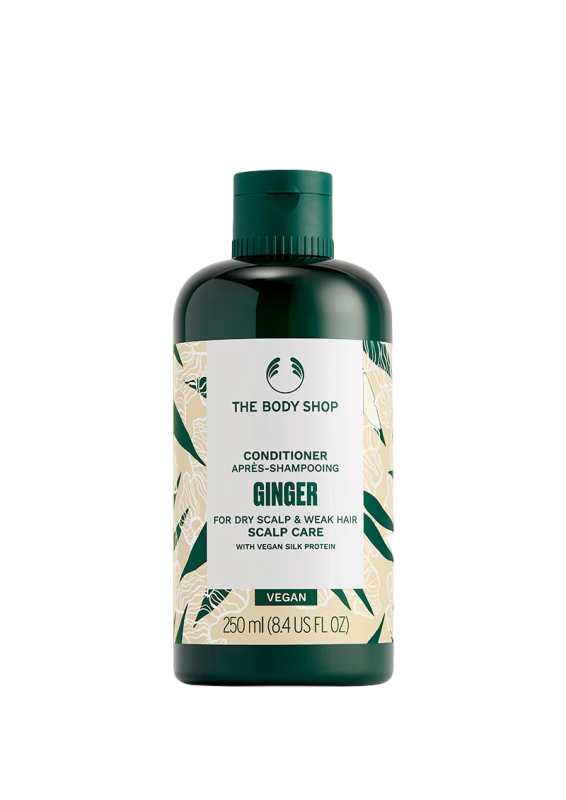 THE BODY SHOP
CONDITIONER
APRÈS-SHAMPOOING
GINGER
FOR DRY SCALP & WEAK HAIR
SCALP CARE
WITH VEGAN SILK PROTEIN
VEGAN
250 ml (8.4 US FL OZ)